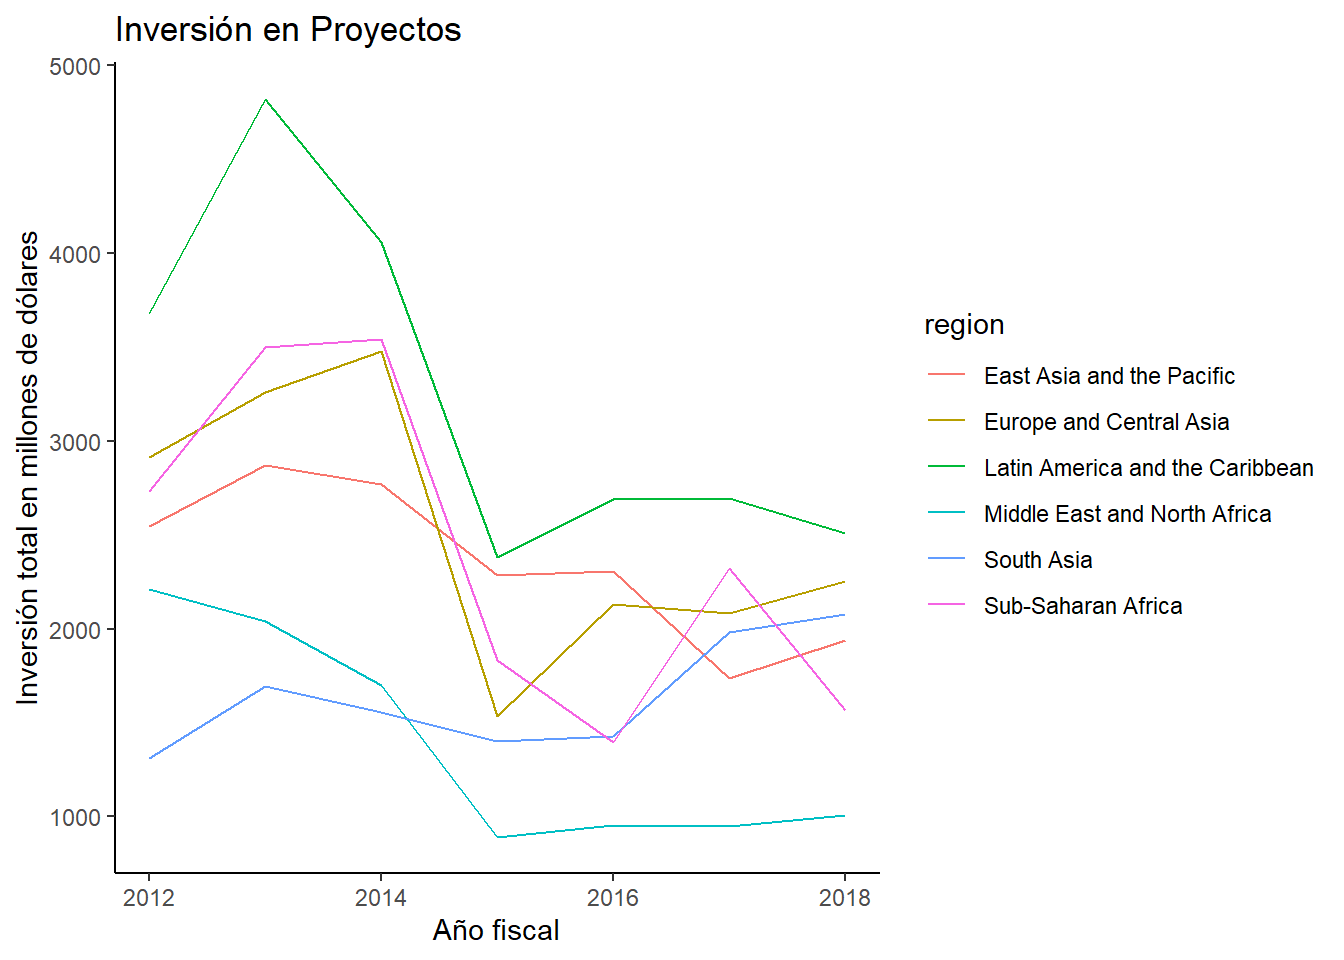 Inversión en Proyectos
Inversión total en millones de dólares
5000
4000
3000
2000
1000
2012
2014
2016
2018
Año fiscal
region
East Asia and the Pacific
Europe and Central Asia
Latin America and the Caribbean
Middle East and North Africa
South Asia
Sub-Saharan Africa